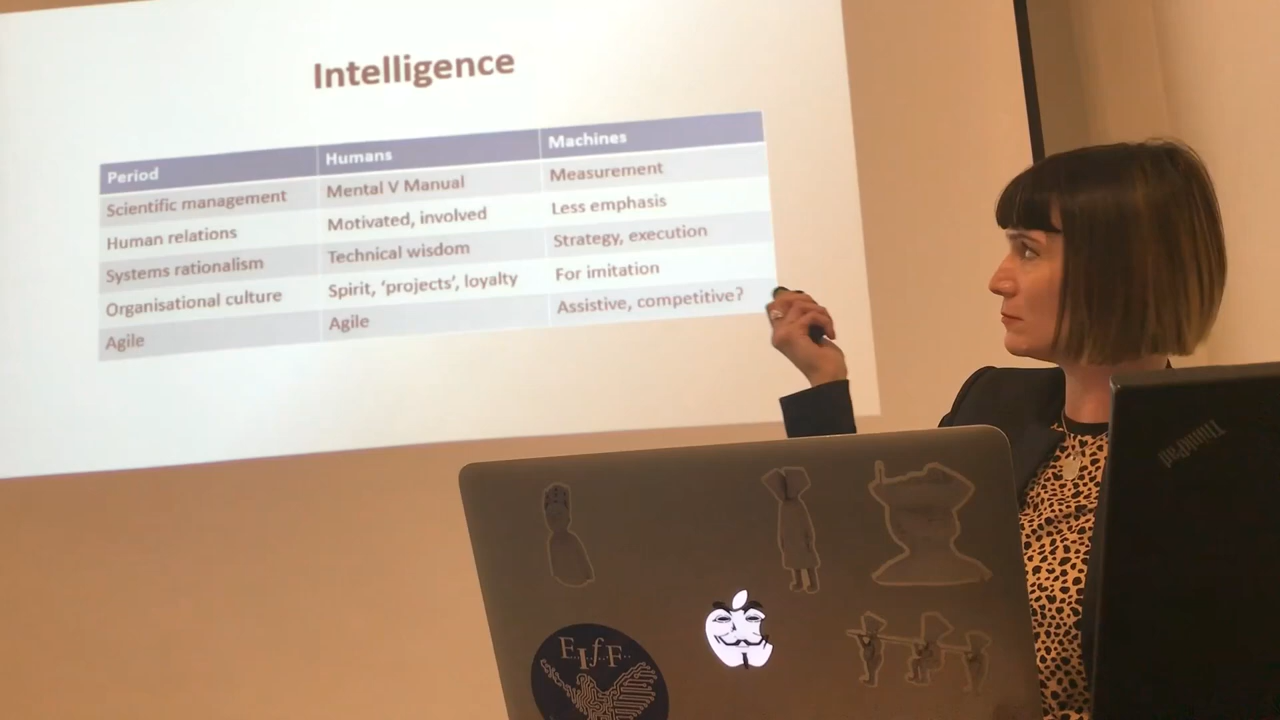 Intelligence
Period Humans Machines
Scientific management Mental V Manual Measurement
Human relations Motivated, involved Less emphasis
Systems rationalism Technical wisdom Strategy, execution
Organisational culture Spirit, ‘projects’, loyalty For imitation
Agile Agile Assistive, competitive?
ThinkPad
F..I..f..F..